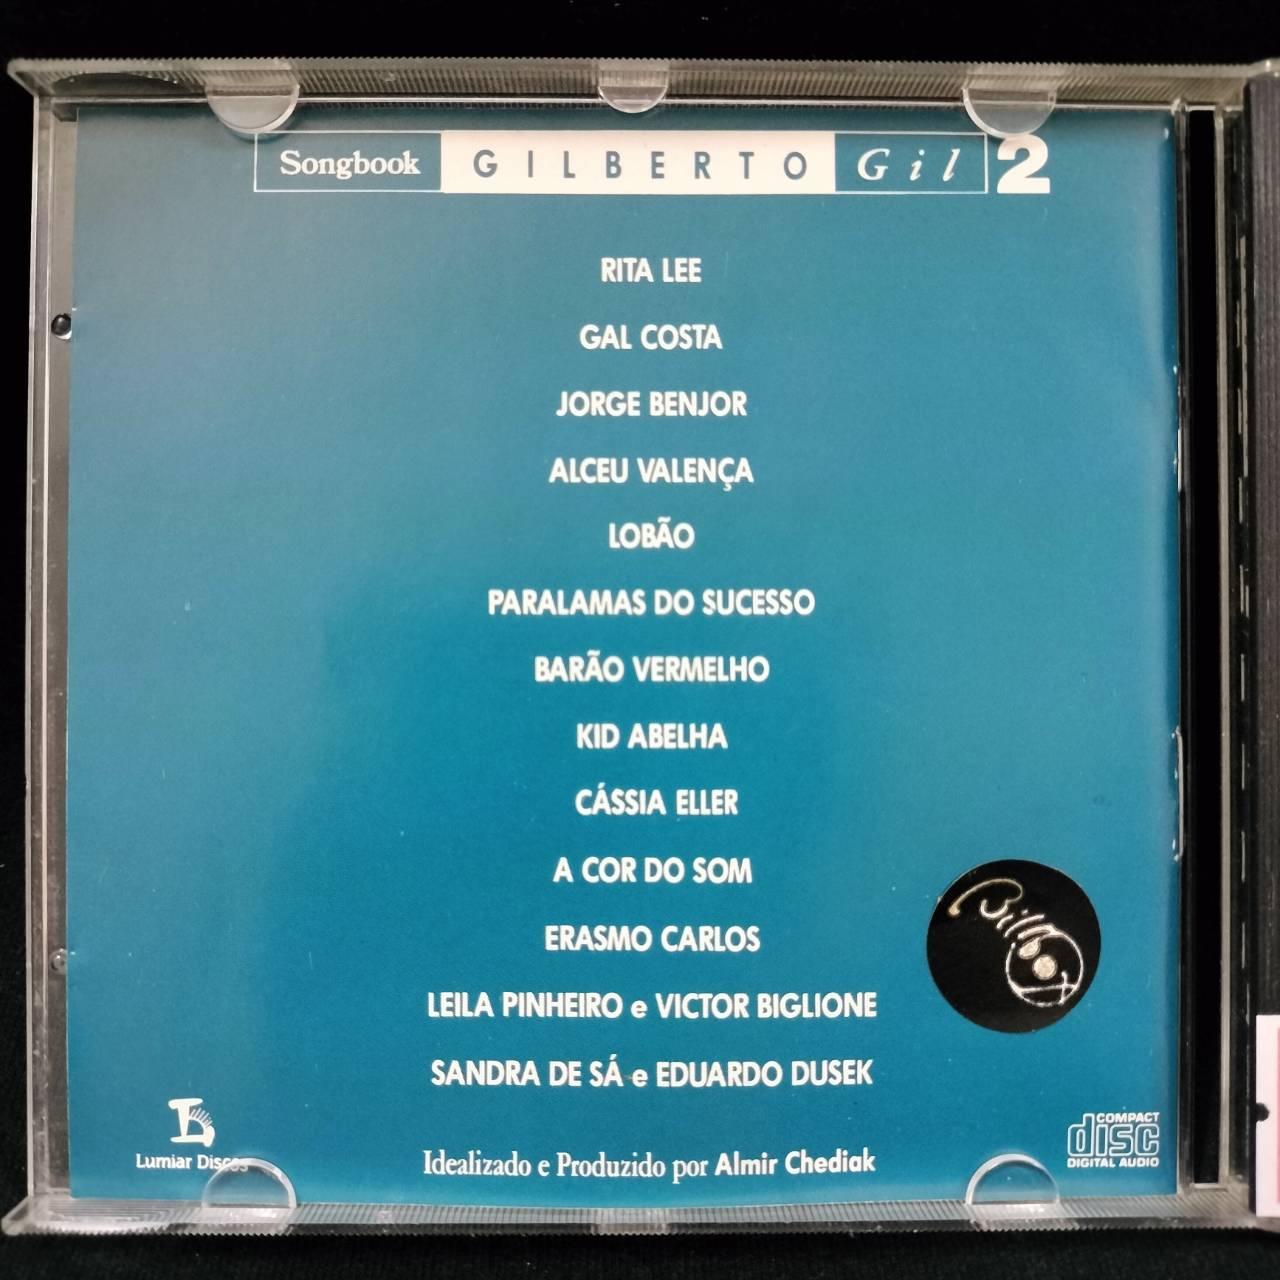 Songbook GILBERTO Gil 2
RITA LEE
GAL COSTA
JORGE BENJOR
ALCEU VALENÇA
LOBÃO
PARALAMAS DO SUCESSO
BARÃO VERMELHO
KID ABELHA
CÁSSIA ELLER
A COR DO SOM
ERASMO CARLOS
LEILA PINHEIRO e VICTOR BIGLIONE
SANDRA DE SÁ e EDUARDO DUSEK
Lumiar Discos
Idealizado e Produzido por Almir Chediak
COMPACT
disc
DIGITAL AUDIO